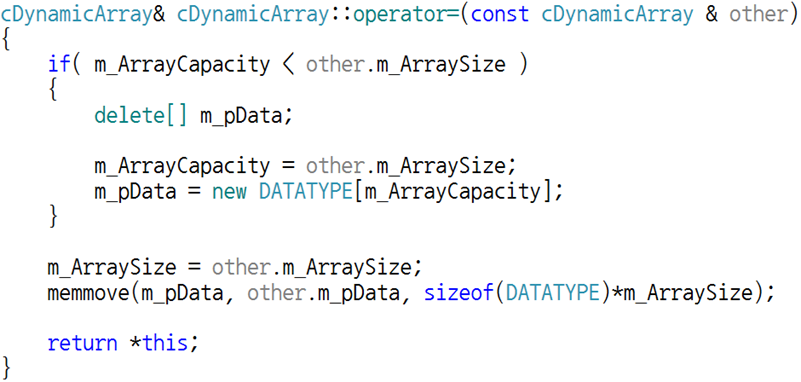 cDynamicArray& cDynamicArray::operator=(const cDynamicArray & other)
{
    if( m_ArrayCapacity < other.m_ArraySize )
    {
        delete[] m_pData;

        m_ArrayCapacity = other.m_ArraySize;
        m_pData = new DATATYPE[m_ArrayCapacity];
    }

    m_ArraySize = other.m_ArraySize;
    memmove(m_pData, other.m_pData, sizeof(DATATYPE)*m_ArraySize);

    return *this;
}